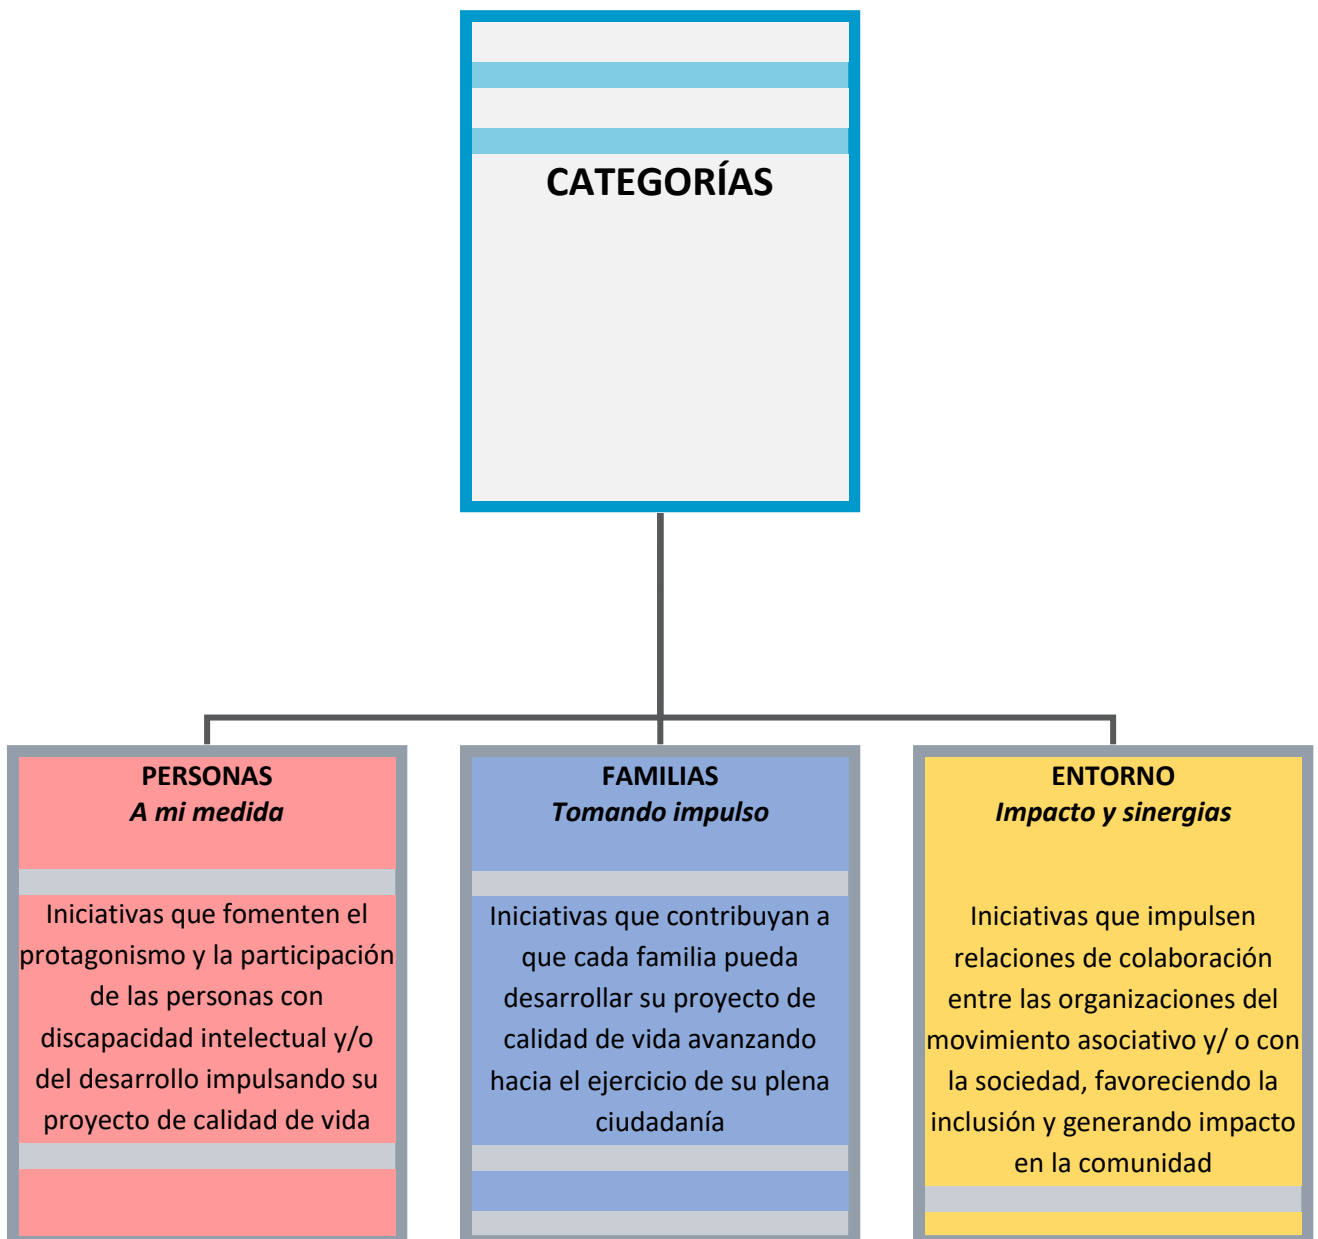 CATEGORÍAS
PERSONAS
A mi medida
Iniciativas que fomenten el
protagonismo y la participación
de las personas con
discapacidad intelectual y/o
del desarrollo impulsando su
proyecto de calidad de vida
FAMILIAS
Tomando impulso
Iniciativas que contribuyan a
que cada familia pueda
desarrollar su proyecto de
calidad de vida avanzando
hacia el ejercicio de su plena
ciudadanía
ENTORNO
Impacto y sinergias
Iniciativas que impulsen
relaciones de colaboración
entre las organizaciones del
movimiento asociativo y/ o con
la sociedad, favoreciendo la
inclusión y generando impacto
en la comunidad